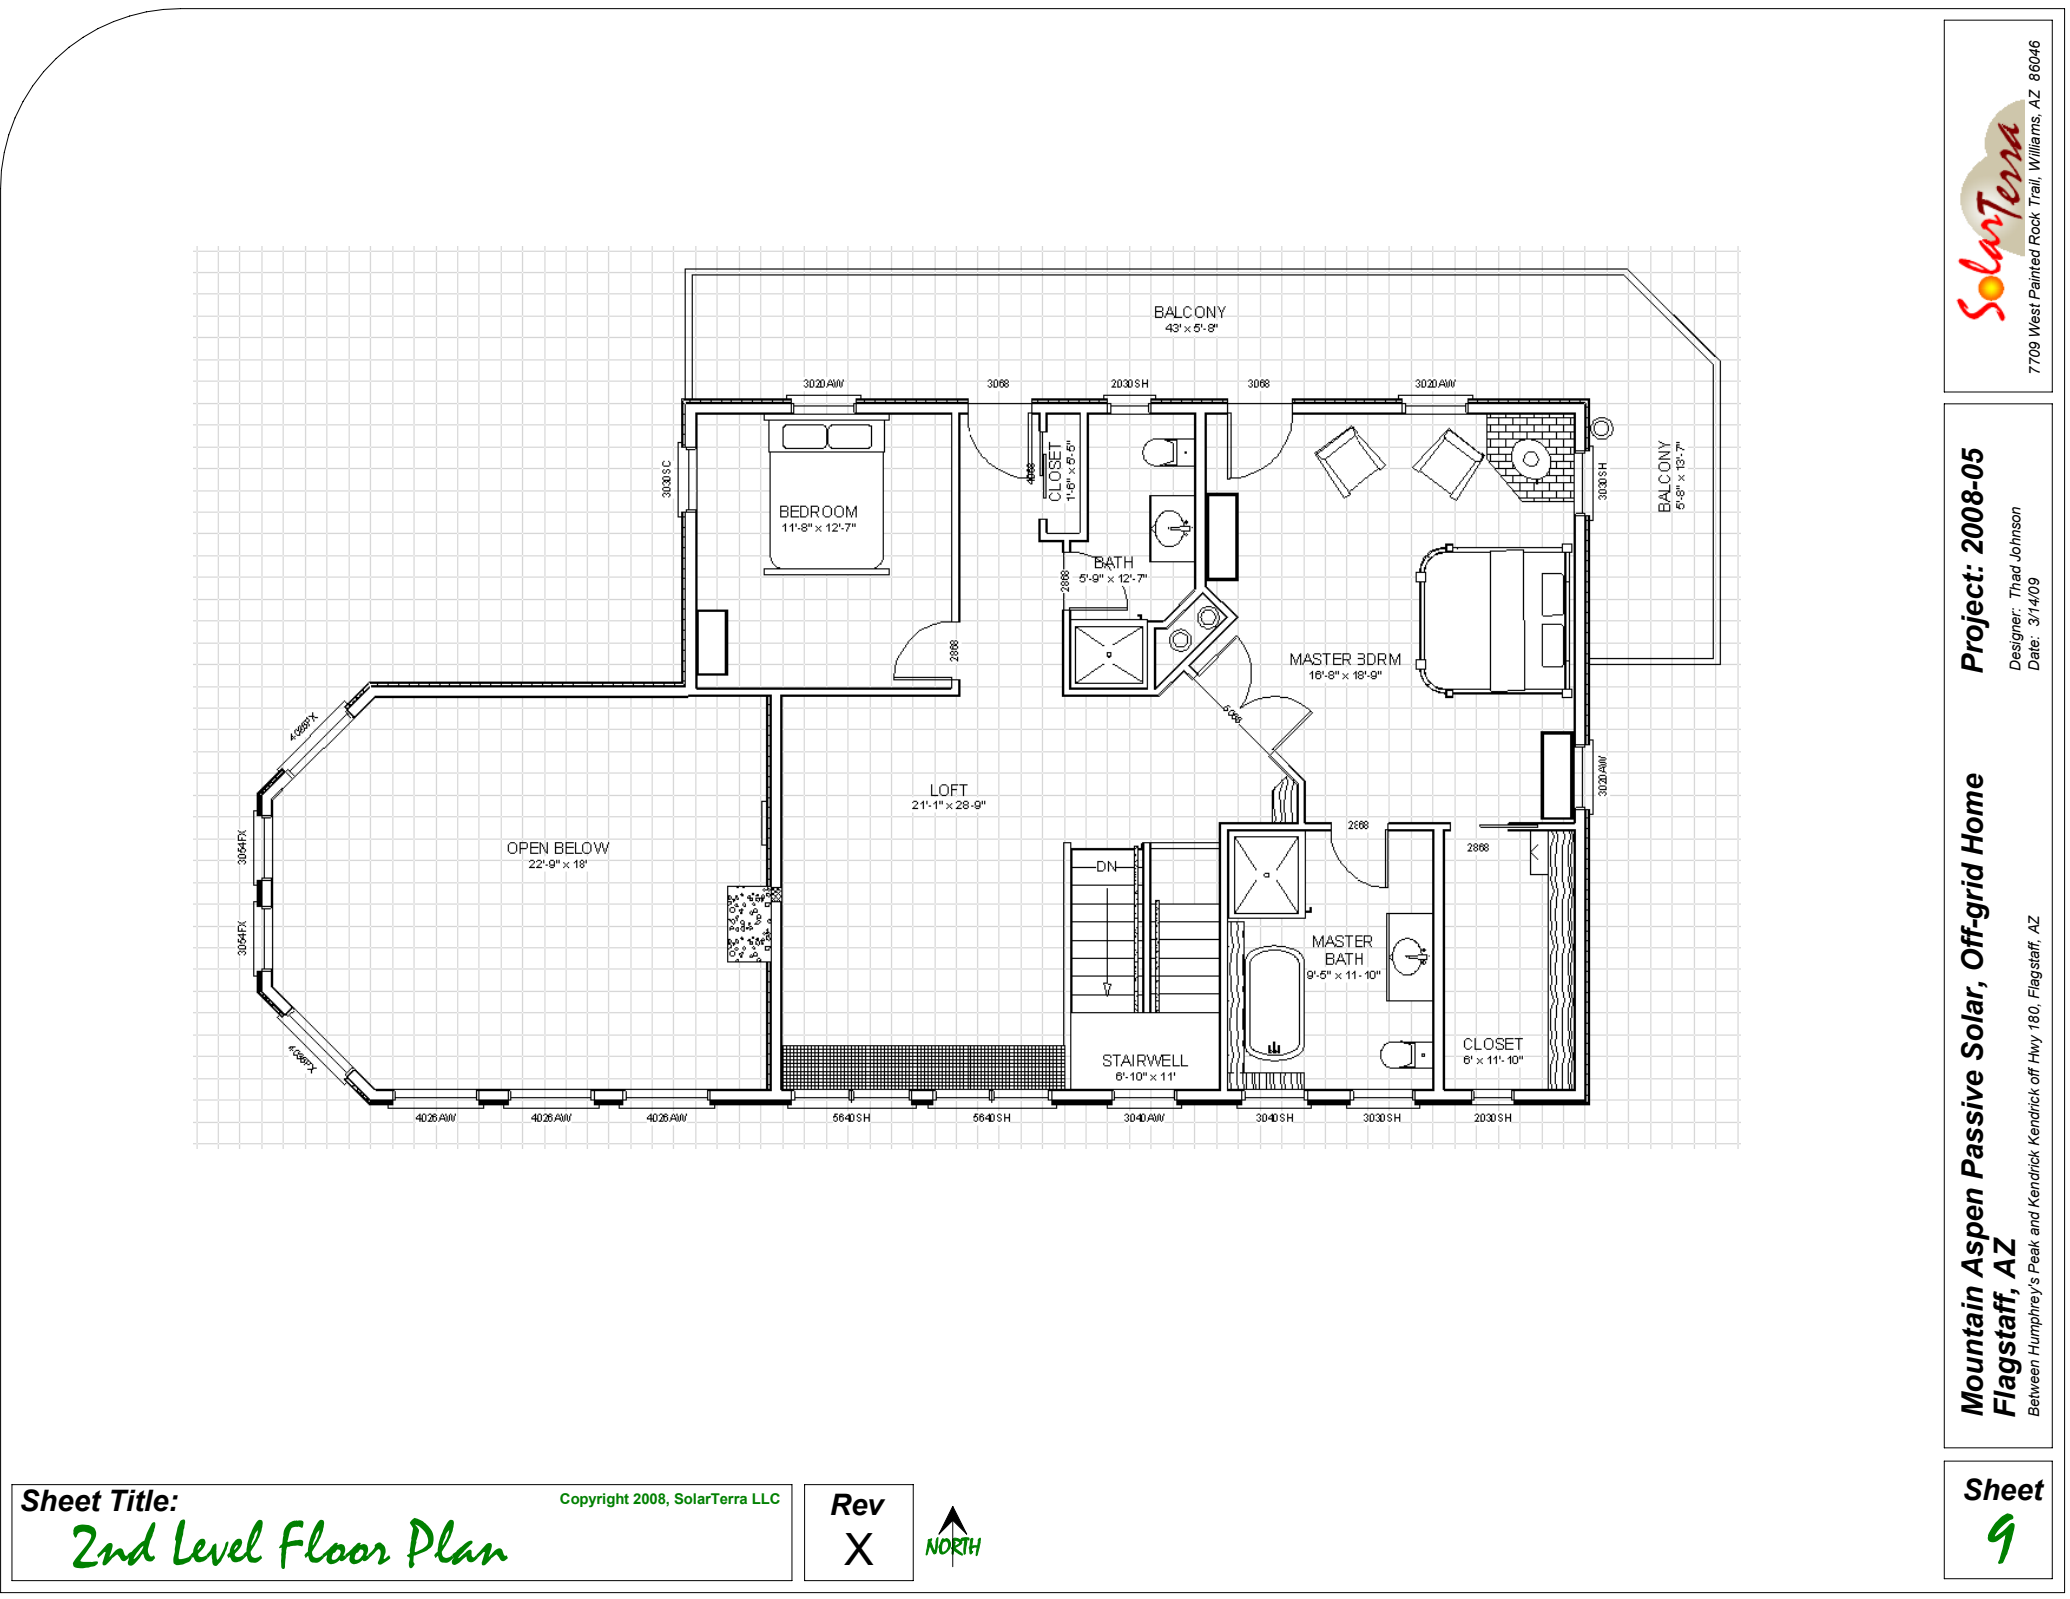 BALCONY
43' x 5'-8"
3020AW
3068
2030SH
3068
3020AW
3030SC
4068
CLOSET
1'-6" x 5'-5"
BALCONY
5'-8" x 13'-7"
3030SH
BEDROOM
11'-8" x 12'-7"
BATH
5'-9" x 12'-7"
2868
2868
MASTER BDRM
16'-8" x 18'-9"
5068
4086FX
3020AW
LOFT
21'-1" x 28'-9"
2868
2868
OPEN BELOW
22'-9" x 18'
3054FX
DN
3054FX
MASTER
BATH
9'-5" x 11'-10"
CLOSET
6' x 11'-10"
STAIRWELL
6'-10" x 11'
4086FX
4026AW
4026AW
4026AW
5640SH
5640SH
3040AW
3040SH
3030SH
2030SH
SolarTerra
7709 West Painted Rock Trail, Williams, AZ 86046
Project: 2008-05
Designer: Thad Johnson
Date: 3/14/09
Mountain Aspen Passive Solar, Off-grid Home
Flagstaff, AZ
Between Humphrey's Peak and Kendrick Kendrick off Hwy 180, Flagstaff, AZ
Sheet Title:
Copyright 2008, SolarTerra LLC
2nd Level Floor Plan
Rev
X
NORTH
Sheet
9